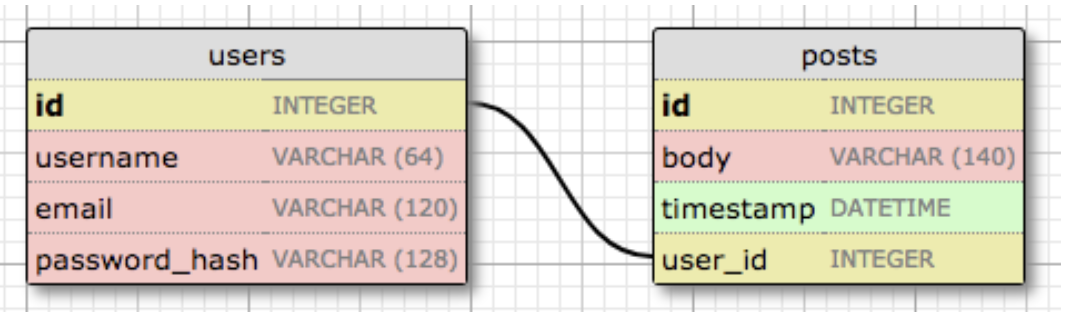 users
id INTEGER
username VARCHAR (64)
email VARCHAR (120)
password_hash VARCHAR (128)
posts
id INTEGER
body VARCHAR (140)
timestamp DATETIME
user_id INTEGER